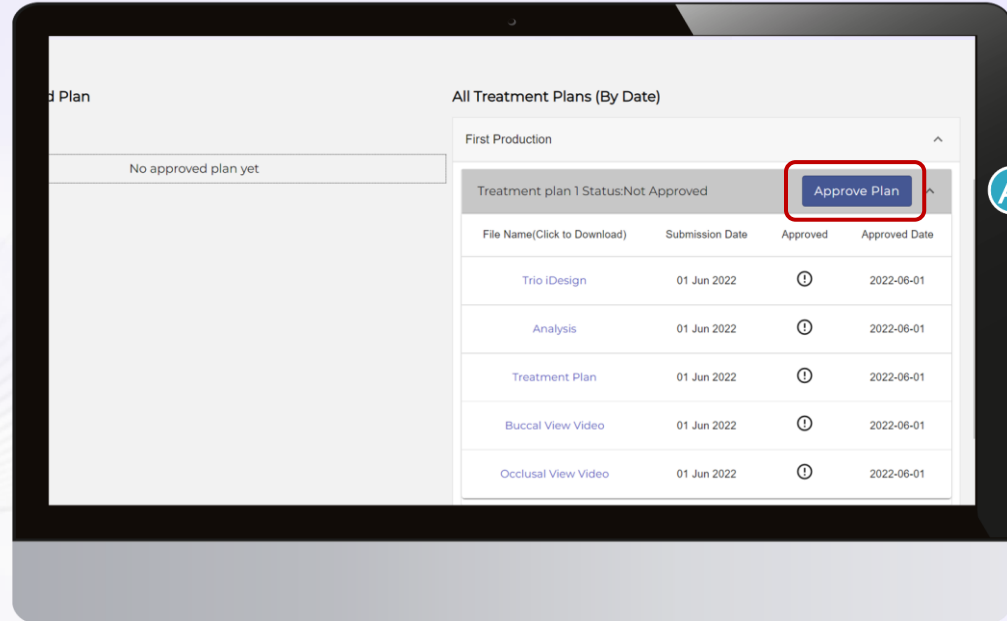 d Plan
All Treatment Plans (By Date)
First Production
No approved plan yet
Treatment plan 1 Status:Not Approved
Approve Plan
File Name(Click to Download) Submission Date Approved Approved Date
Trio iDesign 01 Jun 2022 2022-06-01
Analysis 01 Jun 2022 2022-06-01
Treatment Plan 01 Jun 2022 2022-06-01
Buccal View Video 01 Jun 2022 2022-06-01
Occlusal View Video 01 Jun 2022 2022-06-01